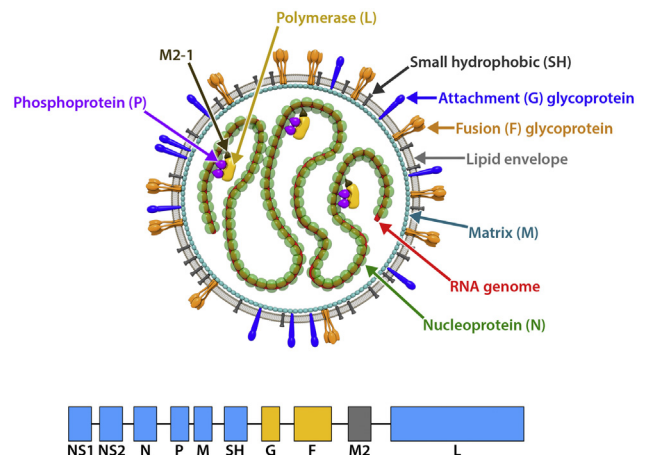 Polymerase (L)
M2-1
Small hydrophobic (SH)
Phosphoprotein (P)
Attachment (G) glycoprotein
Fusion (F) glycoprotein
Lipid envelope
Matrix (M)
RNA genome
Nucleoprotein (N)
NS1 NS2 N P M SH G F M2 L